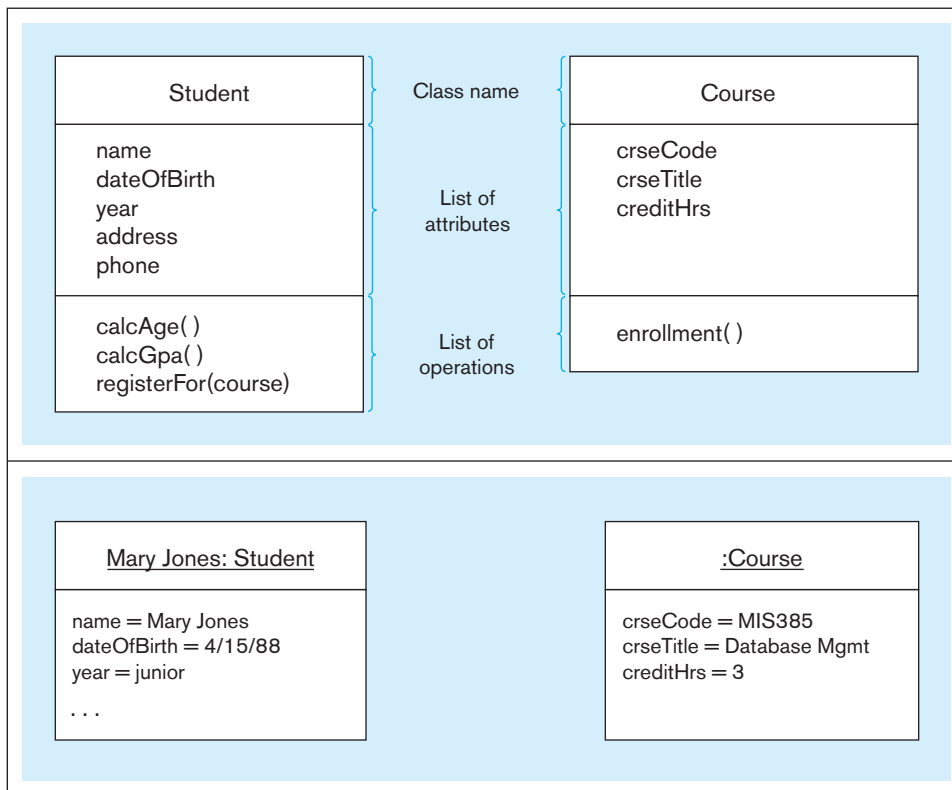 Student
Class name
Course
name
dateOfBirth
year
address
phone
List of
attributes
crseCode
crseTitle
creditHrs
calcAge( )
calcGpa( )
registerFor(course)
List of
operations
enrollment( )
Mary Jones: Student
name = Mary Jones
dateOfBirth = 4/15/88
year = junior
. . .
:Course
crseCode = MIS385
crseTitle = Database Mgmt
creditHrs = 3